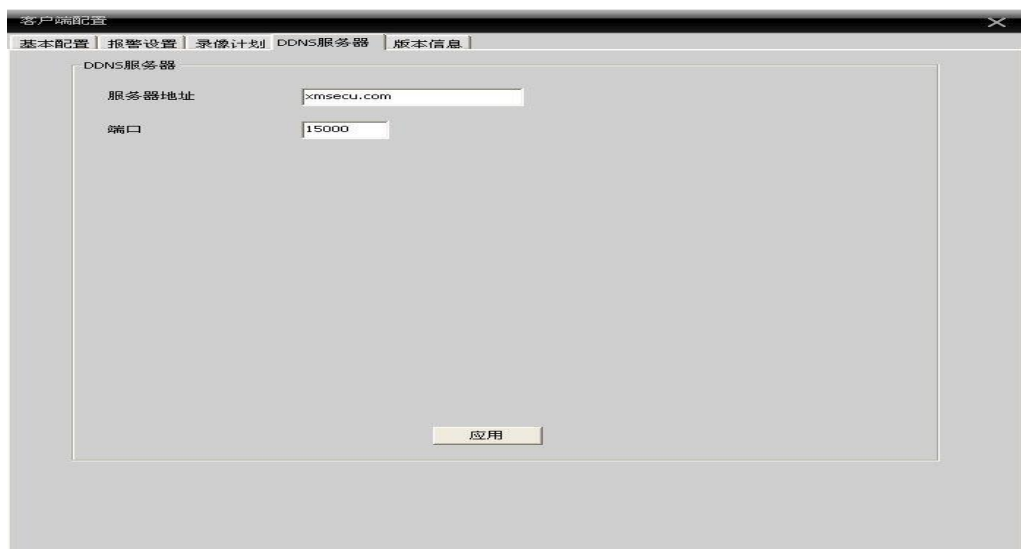 客户端配置
基本配置 报警设置 录像计划 DDNS服务器 版本信息
DDNS服务器
服务器地址 xmsecu.com
端口 15000
应用